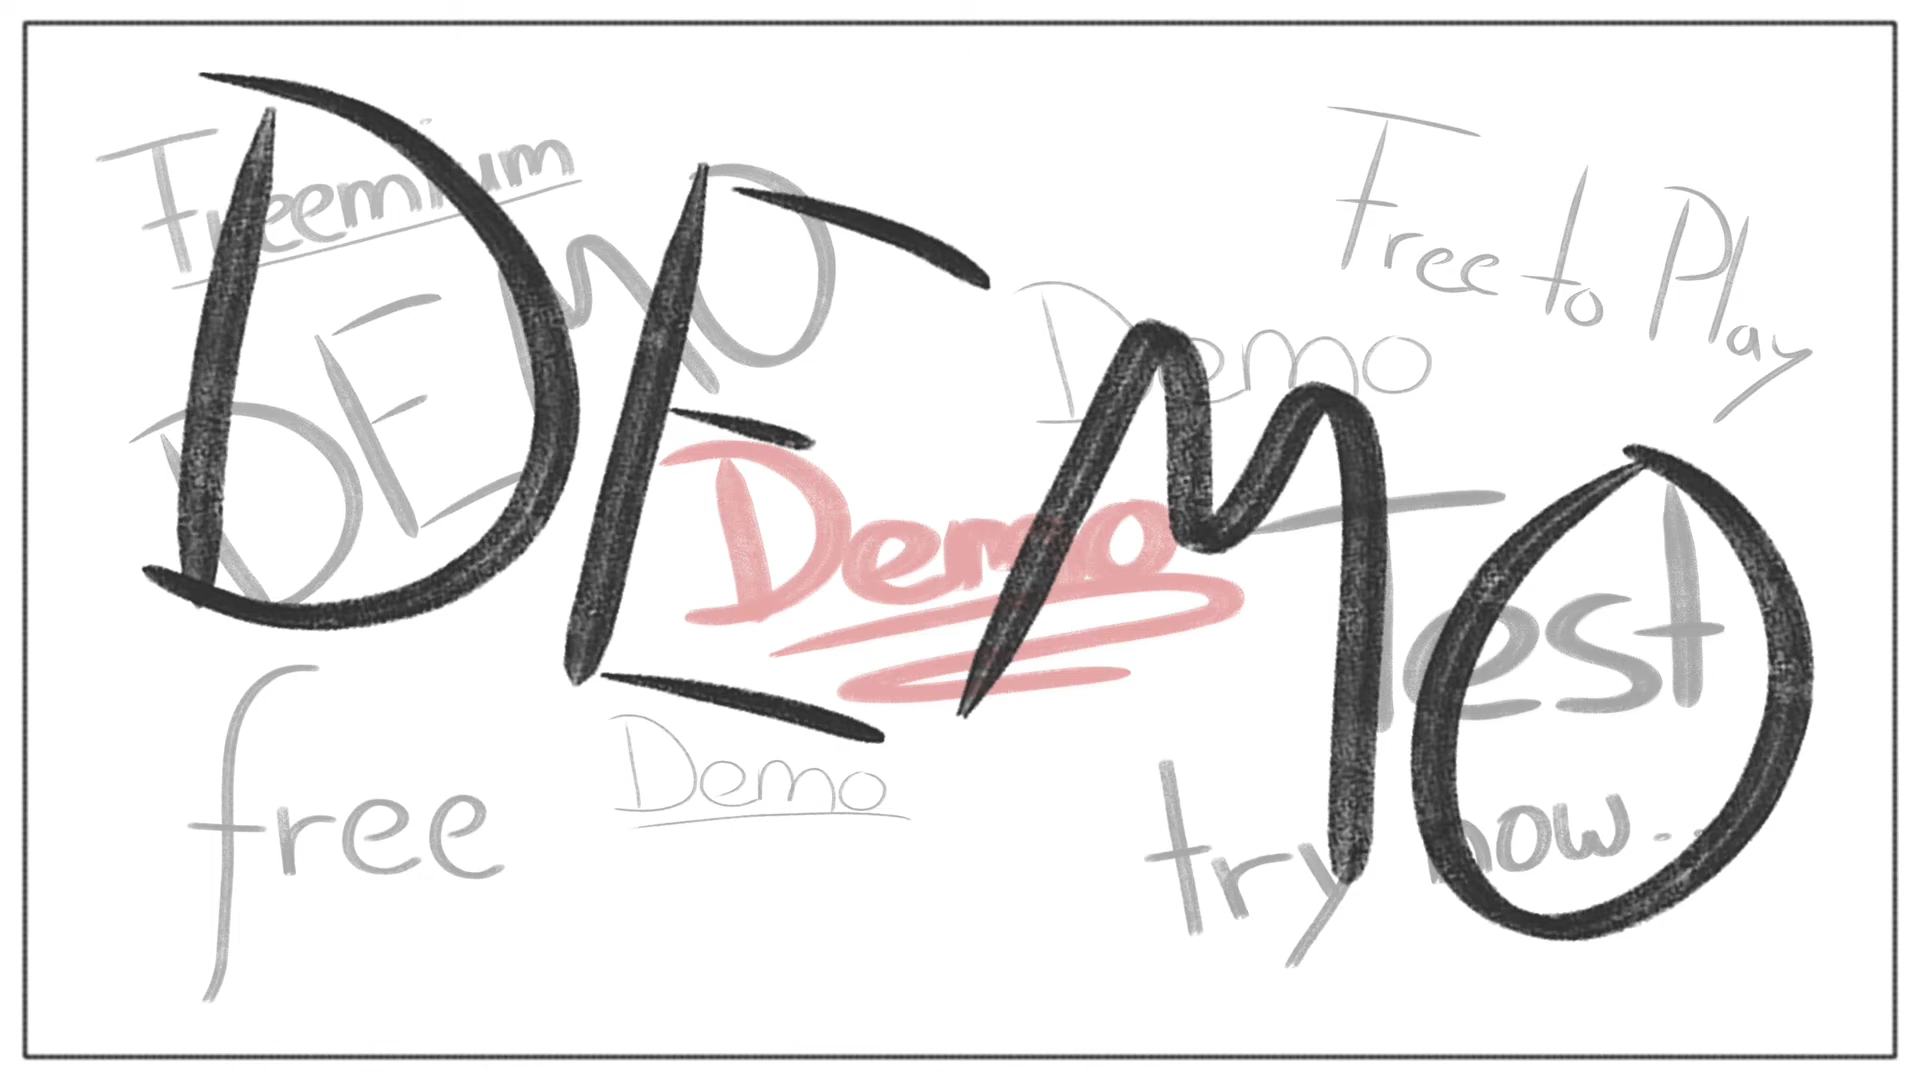 Freemium
Free to Play
DEMO
DEMO
Demo
Demo
Test
free
Demo
try now..